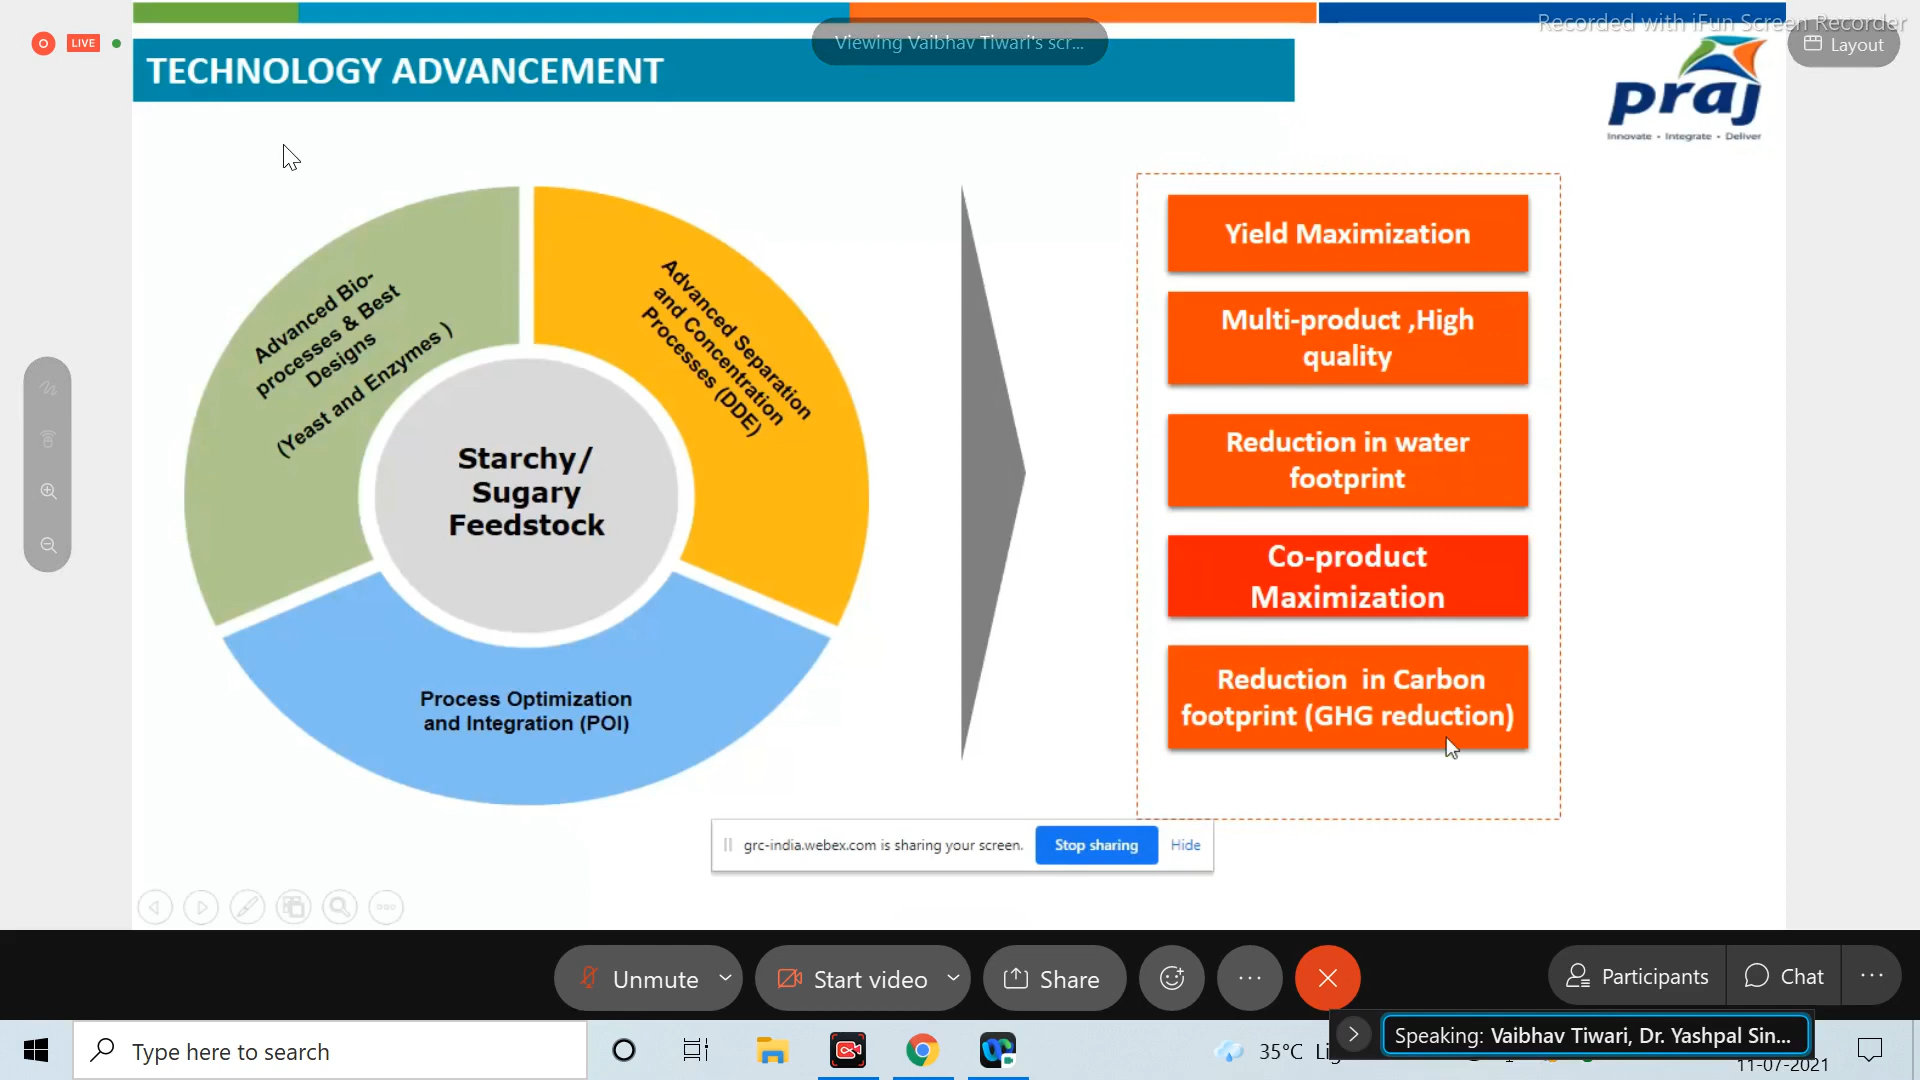 Recorded with iFun Screen Recorder
LIVE
Viewing Vaibhav Tiwari's scr...
Layout
TECHNOLOGY ADVANCEMENT
praj
Innovate • Integrate • Deliver
Advanced Bio-
processes & Best
Designs
(Yeast and Enzymes )
Advanced Separation
and Concentration
Processes (DDE)
Starchy/
Sugary
Feedstock
Process Optimization
and Integration (POI)
Yield Maximization
Multi-product ,High
quality
Reduction in water
footprint
Co-product
Maximization
Reduction in Carbon
footprint (GHG reduction)
grc-india.webex.com is sharing your screen.
Stop sharing
Hide
Unmute
Start video
Share
Participants
Chat
Type here to search
35°C
Speaking: Vaibhav Tiwari, Dr. Yashpal Sin...
11-07-2021